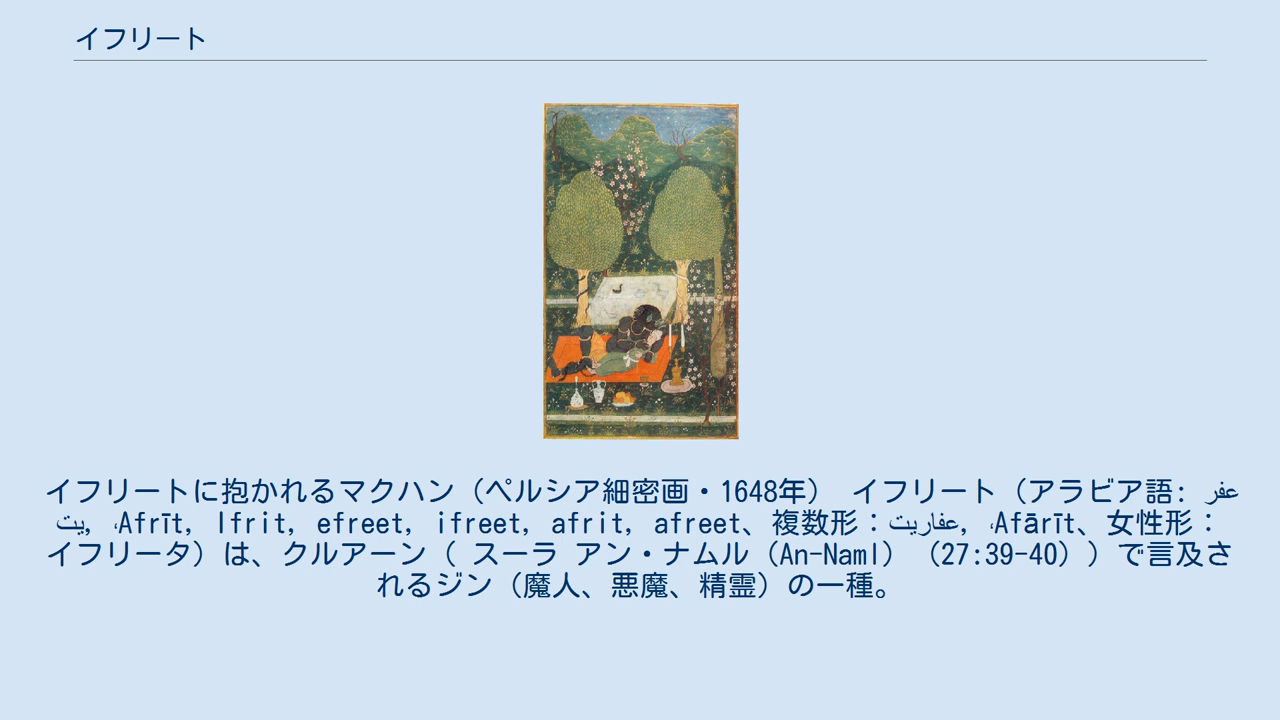 イフリート
イフリートに抱かれるマクハン（ペルシア細密画・1648年） イフリート（アラビア語: عفر
يت, ‘Afrīt, Ifrit, efreet, ifreet, afrit, afreet、複数形：عفاريت, ‘Afārīt、女性形：
イフリータ）は、クルアーン（ スーラ アン・ナムル（An-Naml）（27:39-40））で言及さ
れるジン（魔人、悪魔、精霊）の一種。